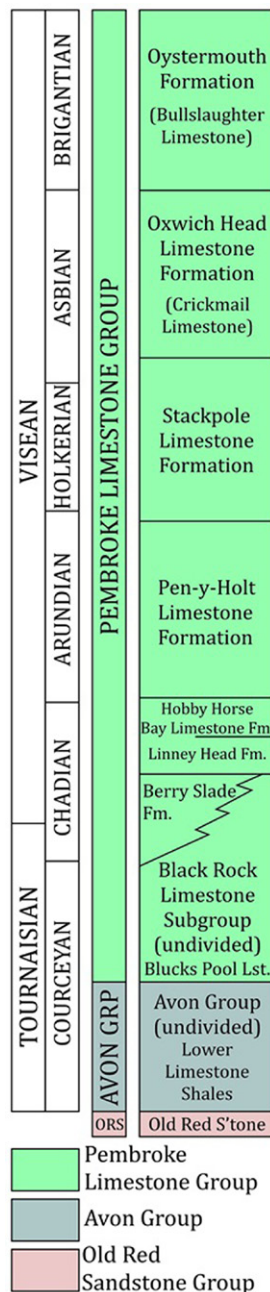 VISEAN
TOURNAISIAN
BRIGANTIAN
ASBIAN
HOLKERIAN
ARUNDIAN
CHADIAN
COURCEYAN
PEMBROKE LIMESTONE GROUP
AVON GRP
ORS
Oystermouth
Formation
(Bullslaughter
Limestone)
Oxwich Head
Limestone
Formation
(Crickmail
Limestone)
Stackpole
Limestone
Formation
Pen-y-Holt
Limestone
Formation
Hobby Horse
Bay Limestone Fm
Linney Head Fm.
Berry Slade
Fm.
Black Rock
Limestone
Subgroup
(undivided)
Blucks Pool Lst.
Avon Group
(undivided)
Lower
Limestone
Shales
Old Red S'tone
Pembroke
Limestone Group
Avon Group
Old Red
Sandstone Group